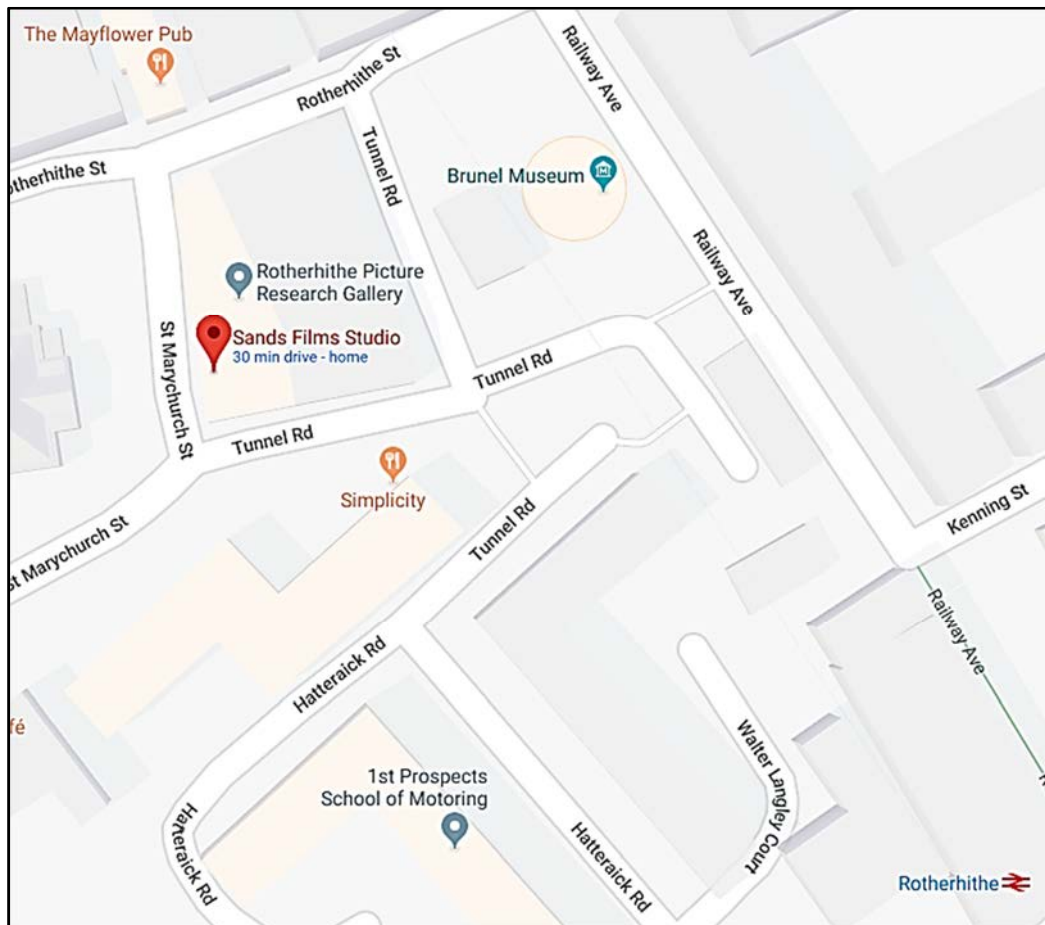 The Mayflower Pub
Rotherhithe St
Railway Ave
otherhithe St
Tunnel Rd
Brunel Museum
Railway Ave
Rotherhithe Picture
Research Gallery
St Marychurch St
Sands Films Studio
30 min drive - home
Tunnel Rd
Tunnel Rd
Simplicity
Tunnel Rd
Kenning St
St Marychurch St
Railway Ave
Hatteraick Rd
fé
Walter Langley Court
1st Prospects
School of Motoring
Hatteraick Rd
Hatteraick Rd
Rotherhithe